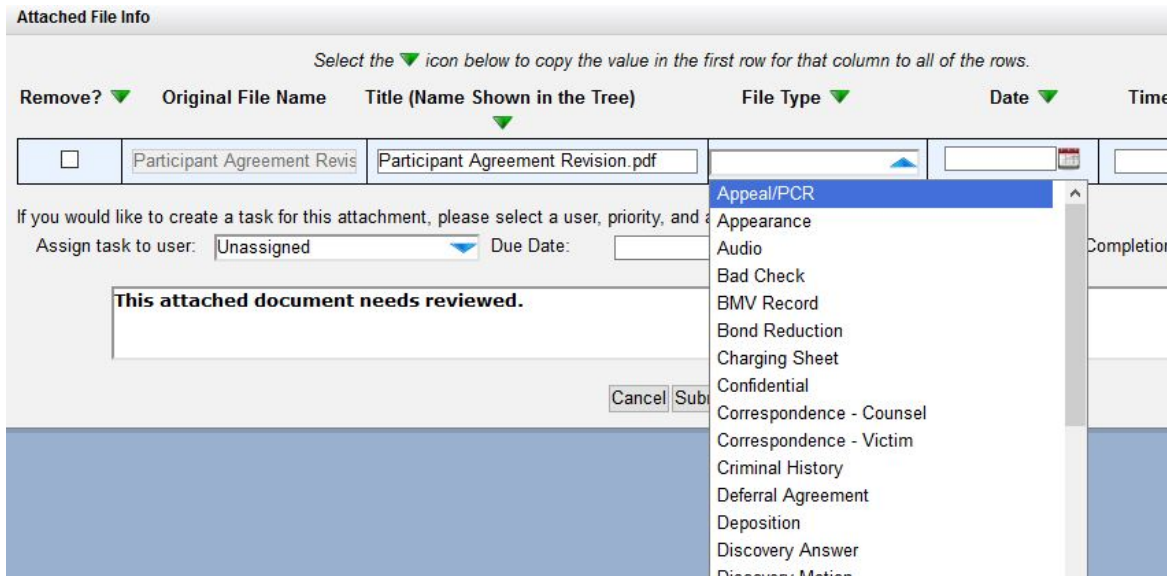 Attached File Info
Select the icon below to copy the value in the first row for that column to all of the rows.
Remove? Original File Name Title (Name Shown in the Tree) File Type Date Time
Participant Agreement Revis Participant Agreement Revision.pdf
Appeal/PCR
If you would like to create a task for this attachment, please select a user, priority, and a
Appearance
Assign task to user: Unassigned Due Date: Completion
Audio
Bad Check
This attached document needs reviewed.
BMV Record
Bond Reduction
Charging Sheet
Confidential
Cancel Subm
Correspondence - Counsel
Correspondence - Victim
Criminal History
Deferral Agreement
Deposition
Discovery Answer
Discovery Motion